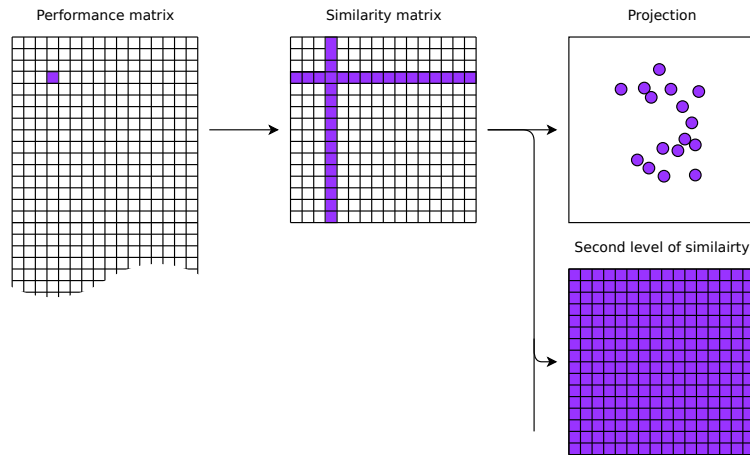 Performance matrix
Similarity matrix
Projection
Second level of similairty